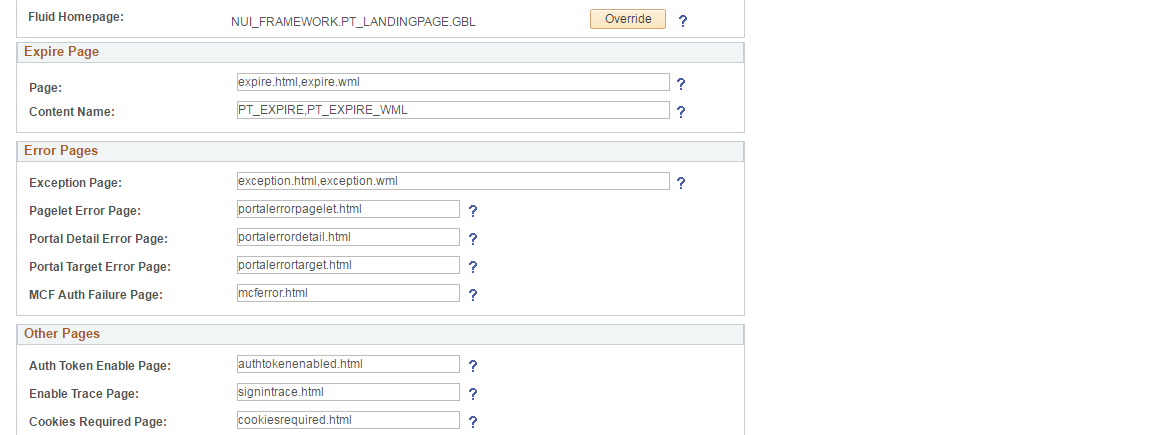 Fluid Homepage: NUI_FRAMEWORK.PT_LANDINGPAGE.GBL Override ?
Expire Page
Page: expire.html,expire.wml ?
Content Name: PT_EXPIRE,PT_EXPIRE_WML ?
Error Pages
Exception Page: exception.html,exception.wml ?
Pagelet Error Page: portalerrorpagelet.html ?
Portal Detail Error Page: portalerrordetail.html ?
Portal Target Error Page: portalerrortarget.html ?
MCF Auth Failure Page: mcferror.html ?
Other Pages
Auth Token Enable Page: authtokenenabled.html ?
Enable Trace Page: signintrace.html ?
Cookies Required Page: cookiesrequired.html ?